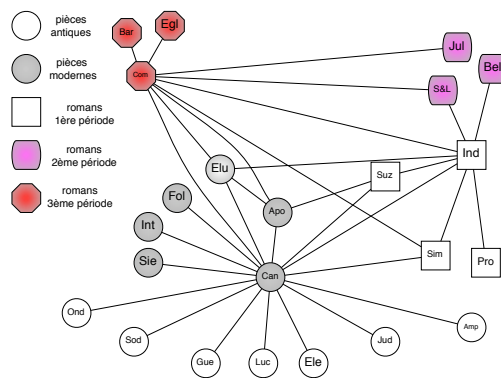 pièces
antiques
pièces
modernes
romans
1ère période
romans
2ème période
romans
3ème période
Bar
Egl
Com
Jul
Bel
S&L
Ind
Elu
Suz
Fol
Apo
Int
Sim
Pro
Sie
Can
Ond
Sod
Gue
Luc
Ele
Jud
Amp